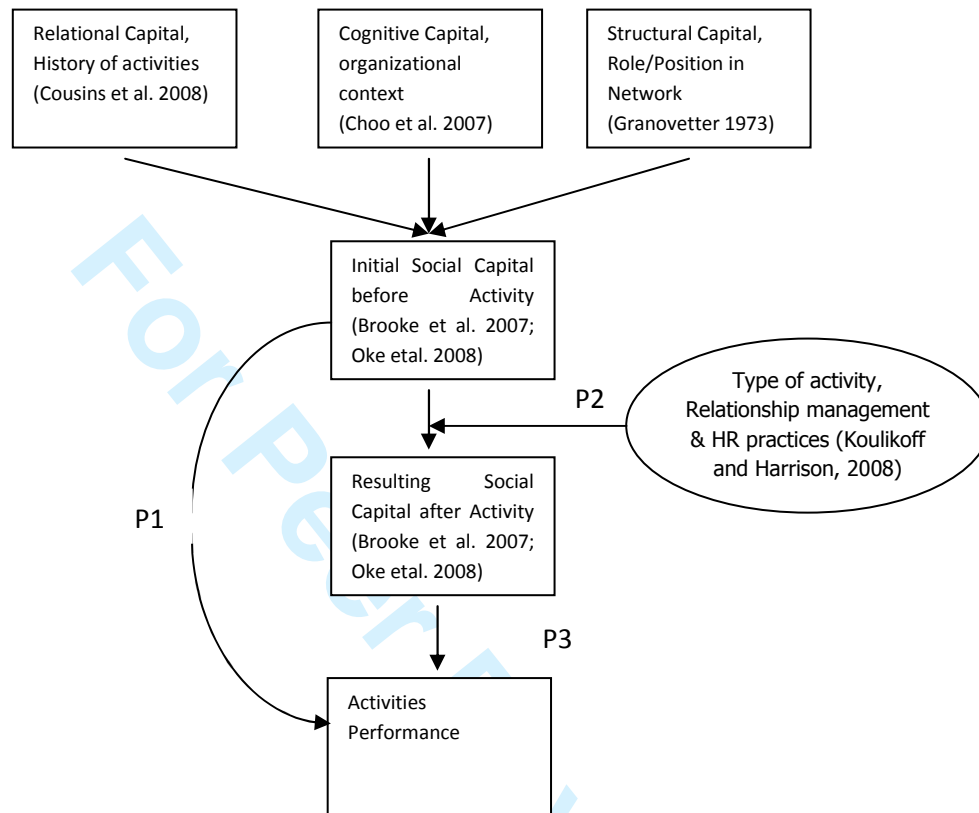 Relational Capital,
History of activities
(Cousins et al. 2008)
Cognitive Capital,
organizational
context
(Choo et al. 2007)
Structural Capital,
Role/Position in
Network
(Granovetter 1973)
Initial Social Capital
before Activity
(Brooke et al. 2007;
Oke etal. 2008)
P2
Type of activity,
Relationship management
& HR practices (Koulikoff
and Harrison, 2008)
P1
Resulting Social
Capital after Activity
(Brooke et al. 2007;
Oke etal. 2008)
P3
Activities
Performance
For Peer